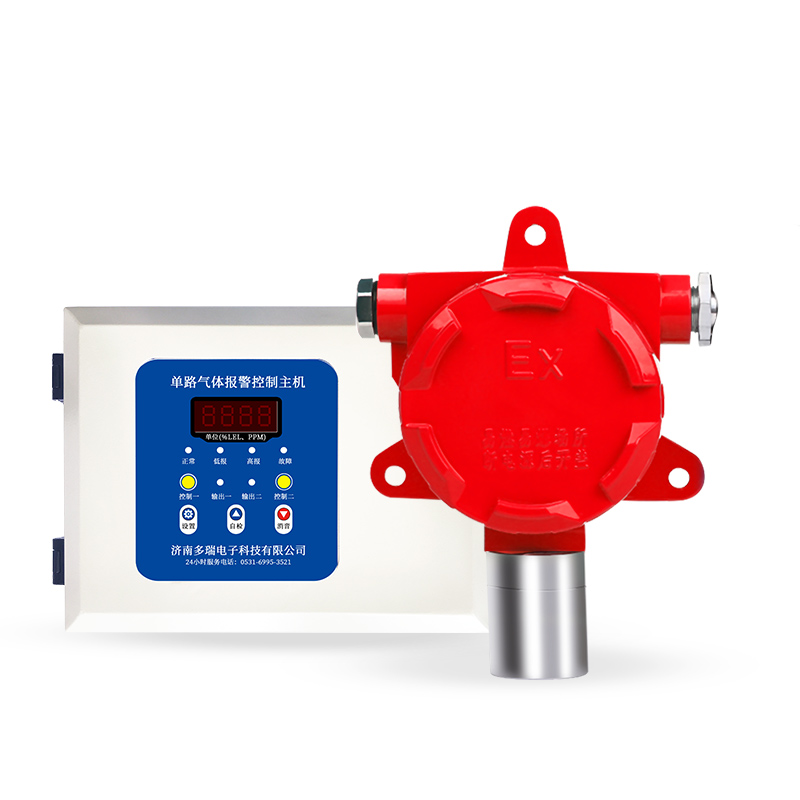 单路气体报警控制主机
8888
单位(%LEL、PPM)
正常 低报 高报 故障
控制一 输出一 输出二 控制二
设置 自检 消音
济南多瑞电子科技有限公司
24小时服务电话：0531-6995-3521
Ex